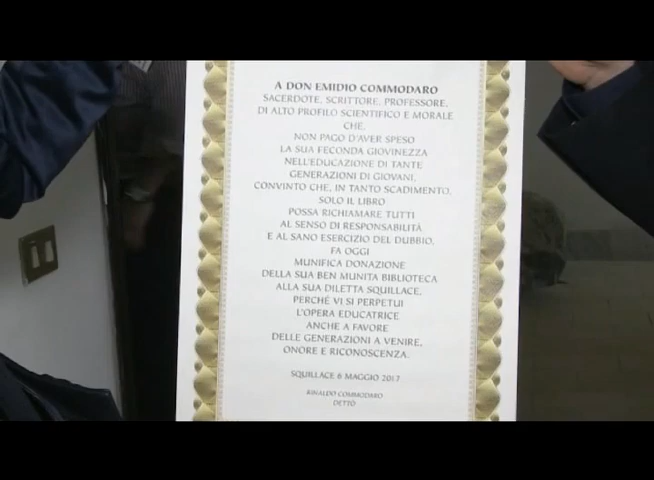 A DON EMIDIO COMMODARO
SACERDOTE, SCRITTORE, PROFESSORE,
DI ALTO PROFILO SCIENTIFICO E MORALE
CHE,
NON PAGO D'AVER SPESO
LA SUA FECONDA GIOVINEZZA
NELL'EDUCAZIONE DI TANTE
GENERAZIONI DI GIOVANI,
CONVINTO CHE, IN TANTO SCADIMENTO,
SOLO IL LIBRO
POSSA RICHIAMARE TUTTI
AL SENSO DI RESPONSABILITÀ
E AL SANO ESERCIZIO DEL DUBBIO,
FA OGGI
MUNIFICA DONAZIONE
DELLA SUA BEN MUNITA BIBLIOTECA
ALLA SUA DILETTA SQUILLACE,
PERCHÉ VI SI PERPETUI
L'OPERA EDUCATRICE
ANCHE A FAVORE
DELLE GENERAZIONI A VENIRE,
ONORE E RICONOSCENZA.
SQUILLACE 8 MAGGIO 2017
RINALDO COMMODARO
DETTÒ